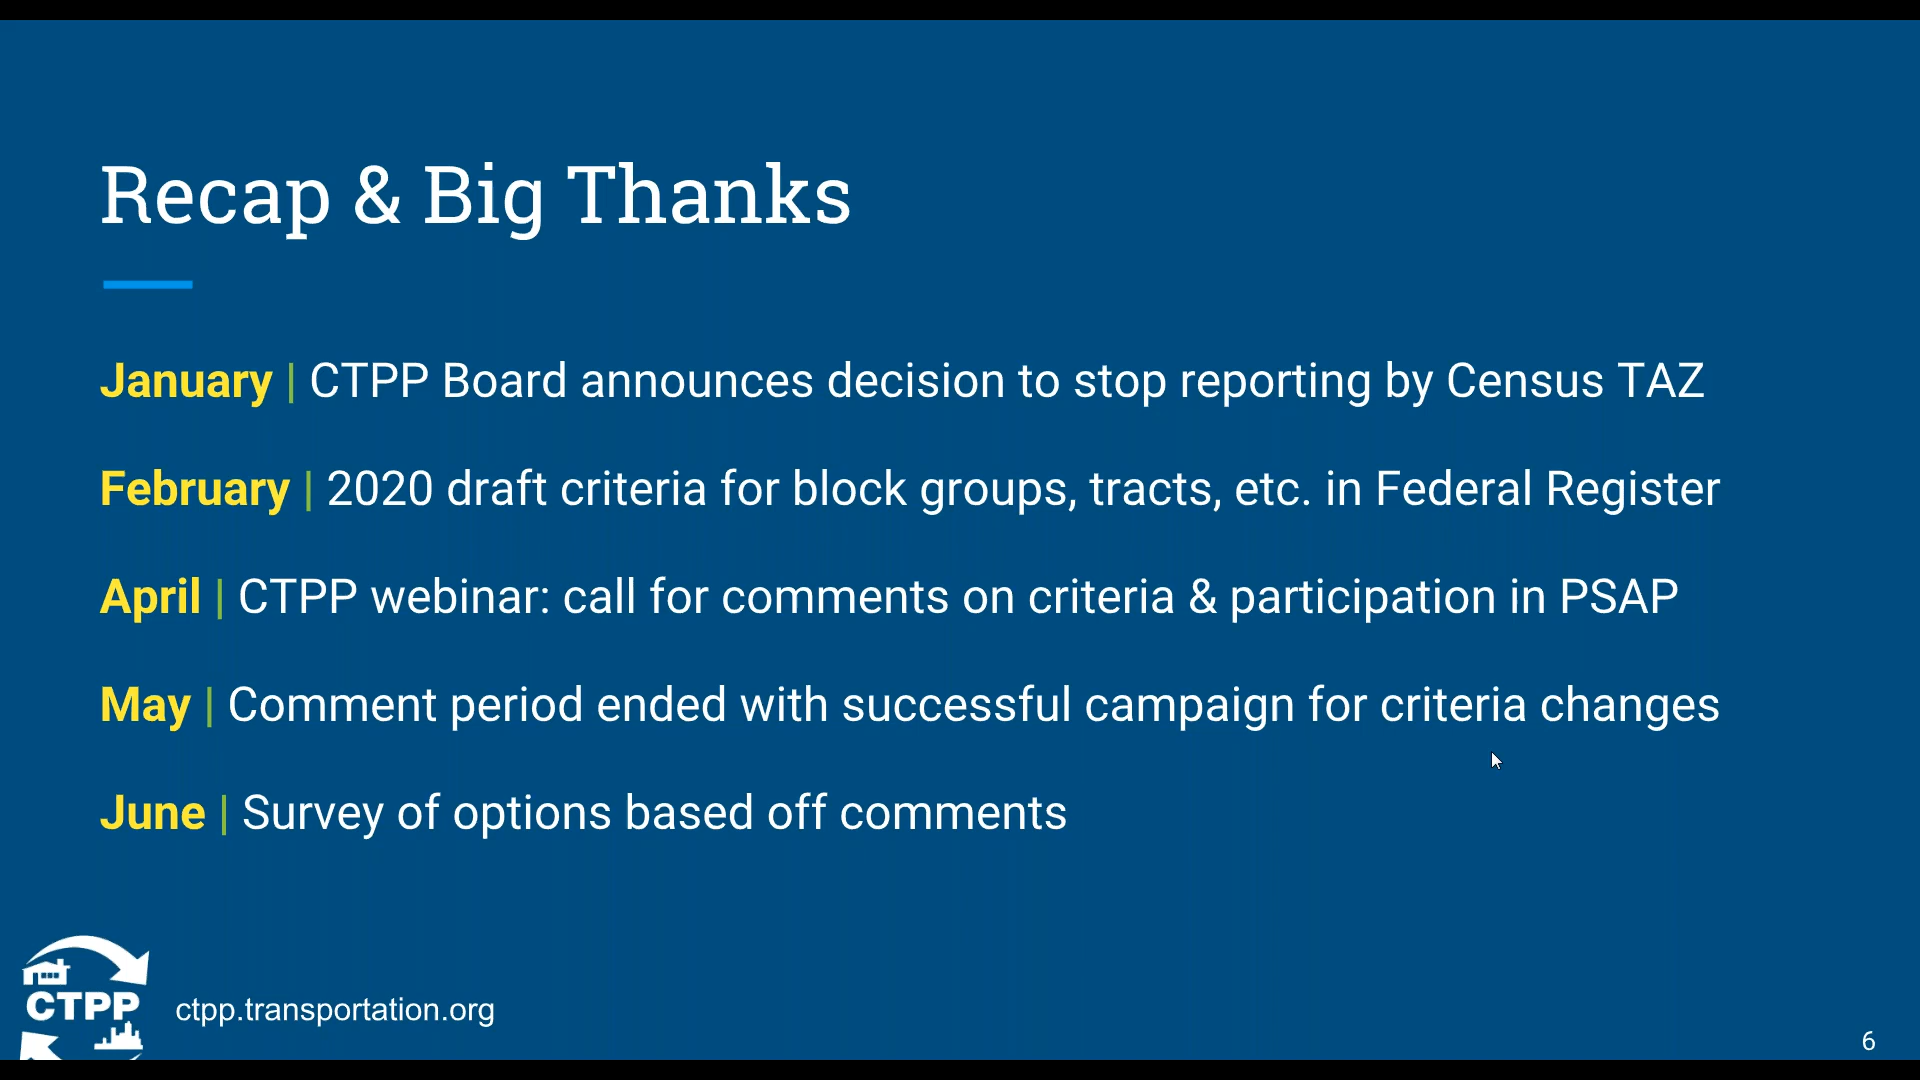 Recap & Big Thanks
January | CTPP Board announces decision to stop reporting by Census TAZ
February | 2020 draft criteria for block groups, tracts, etc. in Federal Register
April | CTPP webinar: call for comments on criteria & participation in PSAP
May | Comment period ended with successful campaign for criteria changes
June | Survey of options based off comments
CTPP
ctpp.transportation.org
6